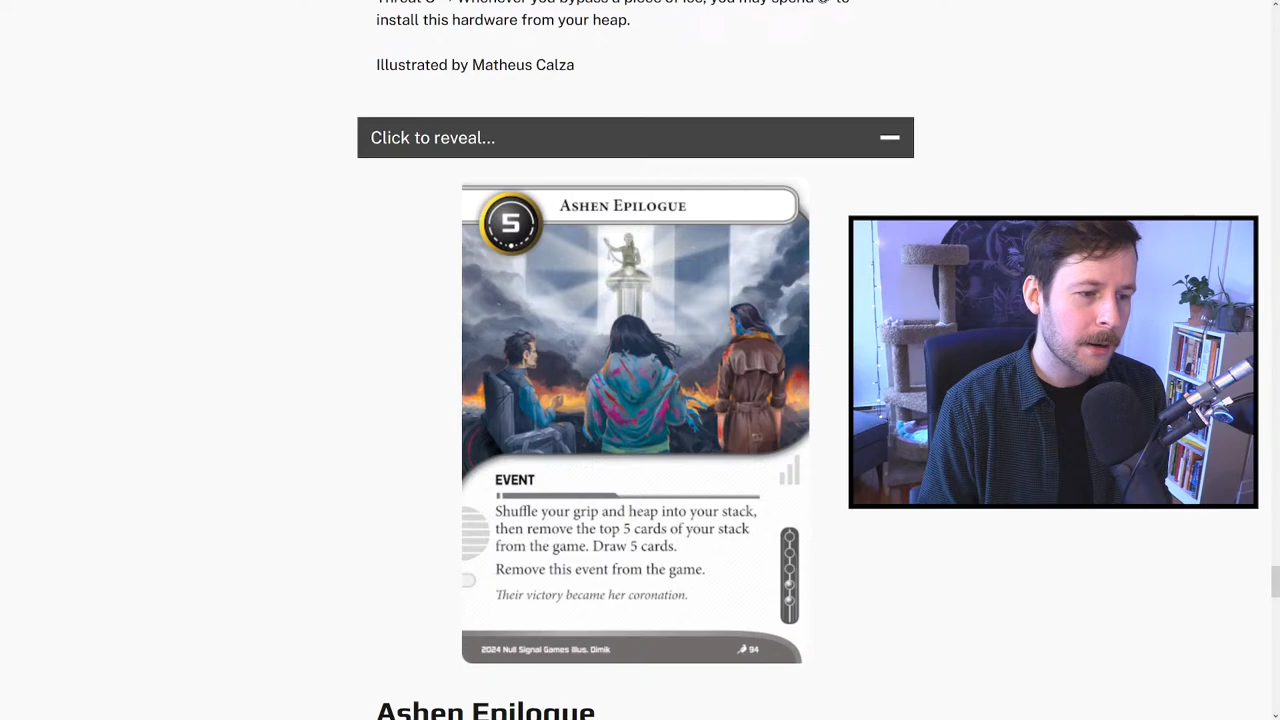 install this hardware from your heap.
Illustrated by Matheus Calza
Click to reveal...
5
ASHEN EPILOGUE
EVENT
Shuffle your grip and heap into your stack,
then remove the top 5 cards of your stack
from the game. Draw 5 cards.
Remove this event from the game.
Their victory became her coronation.
2024 Null Signal Games Illus. Dimik
94
Ashen Epilogue